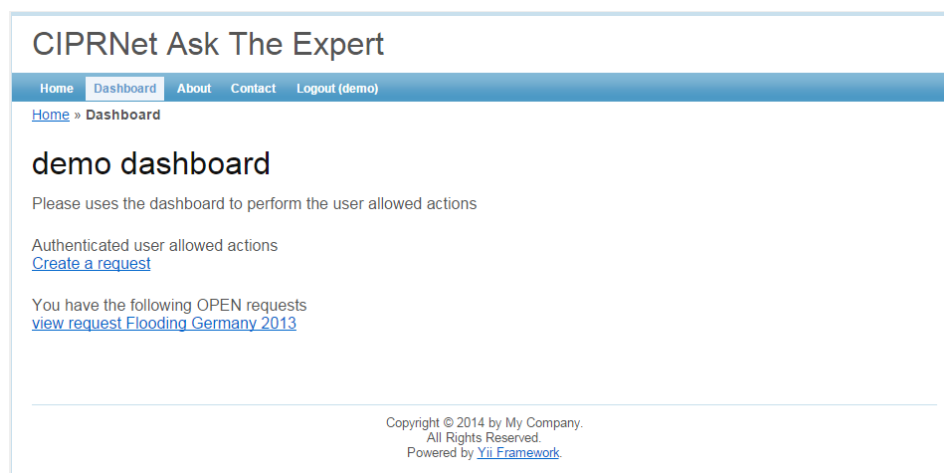 CIPRNet Ask The Expert
Home Dashboard About Contact Logout (demo)
Home » Dashboard
demo dashboard
Please uses the dashboard to perform the user allowed actions
Authenticated user allowed actions
Create a request
You have the following OPEN requests
view request Flooding Germany 2013
Copyright © 2014 by My Company.
All Rights Reserved.
Powered by Yii Framework.